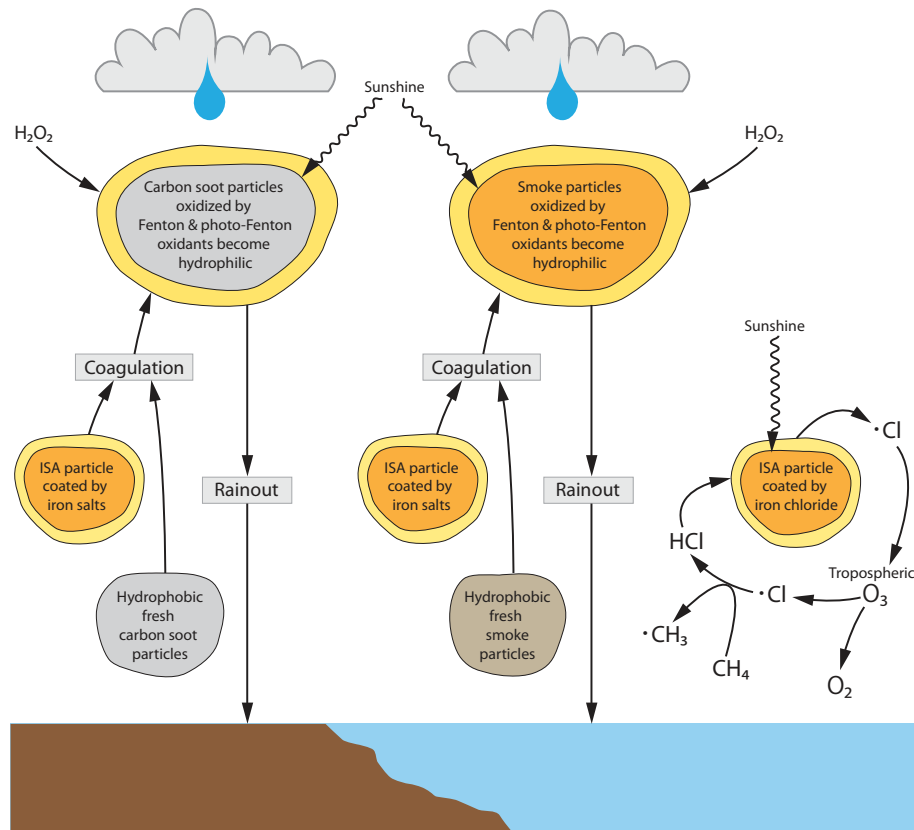 Sunshine
H₂O₂
H₂O₂
Carbon soot particles
oxidized by
Fenton & photo-Fenton
oxidants become
hydrophilic
Smoke particles
oxidized by
Fenton & photo-Fenton
oxidants become
hydrophilic
Sunshine
Coagulation
Coagulation
·Cl
ISA particle
coated by
iron salts
Rainout
ISA particle
coated by
iron salts
Rainout
ISA particle
coated by
iron chloride
HCl
Tropospheric
O₃
·Cl
Hydrophobic
fresh
carbon soot
particles
Hydrophobic
fresh
smoke
particles
·CH₃
CH₄
O₂